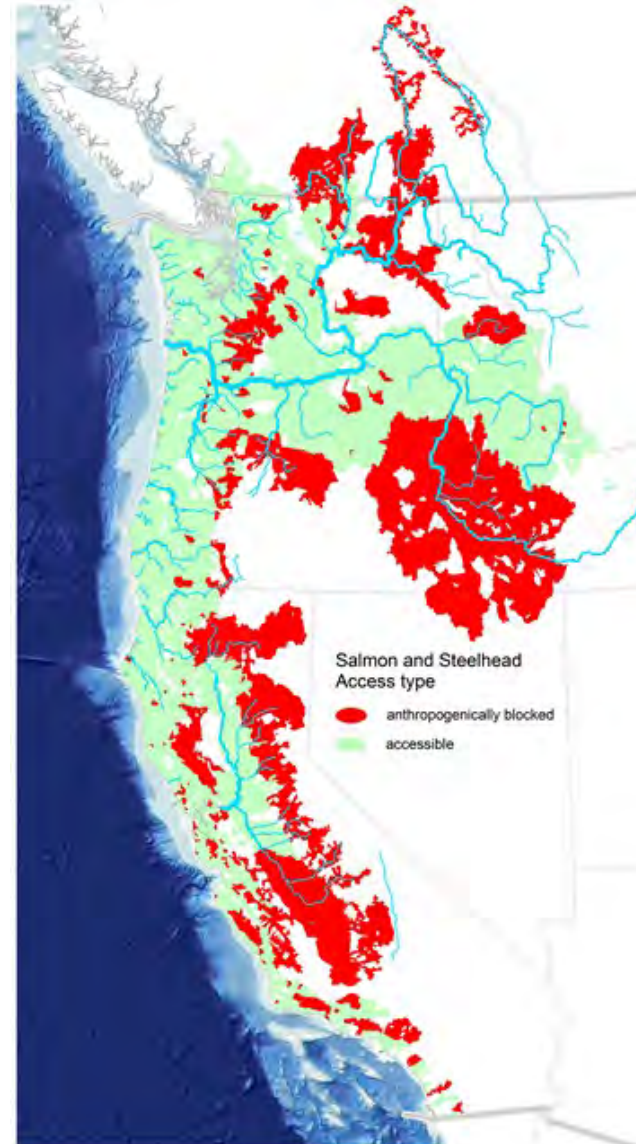 Salmon and Steelhead
Access type
anthropogenically blocked
accessible